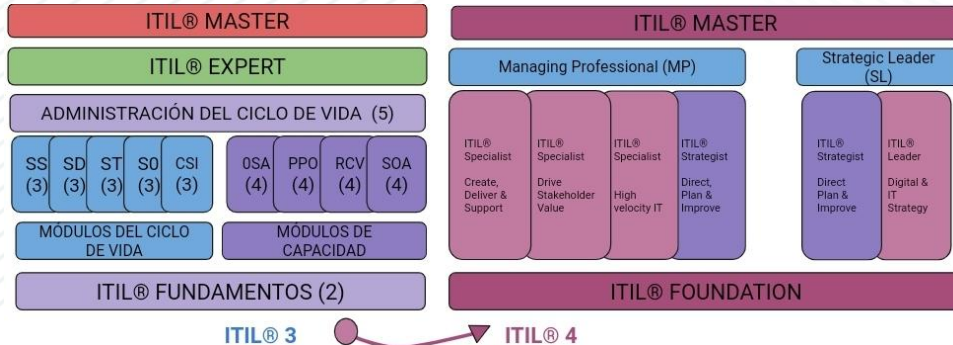 ITIL® MASTER
ITIL® EXPERT
ADMINISTRACIÓN DEL CICLO DE VIDA (5)
SS
(3)
SD
(3)
ST
(3)
S0
(3)
CSI
(3)
0SA
(4)
PPO
(4)
RCV
(4)
SOA
(4)
MÓDULOS DEL CICLO
DE VIDA
MÓDULOS DE
CAPACIDAD
ITIL® FUNDAMENTOS (2)
ITIL® 3
ITIL® MASTER
Managing Professional (MP)
Strategic Leader
(SL)
ITIL®
Specialist
Create,
Deliver &
Support
ITIL®
Specialist
Drive
Stakeholder
Value
ITIL®
Specialist
High
velocity IT
ITIL®
Strategist
Direct,
Plan &
Improve
ITIL®
Strategist
Direct
Plan &
Improve
ITIL®
Leader
Digital &
IT
Strategy
ITIL® FOUNDATION
ITIL® 4